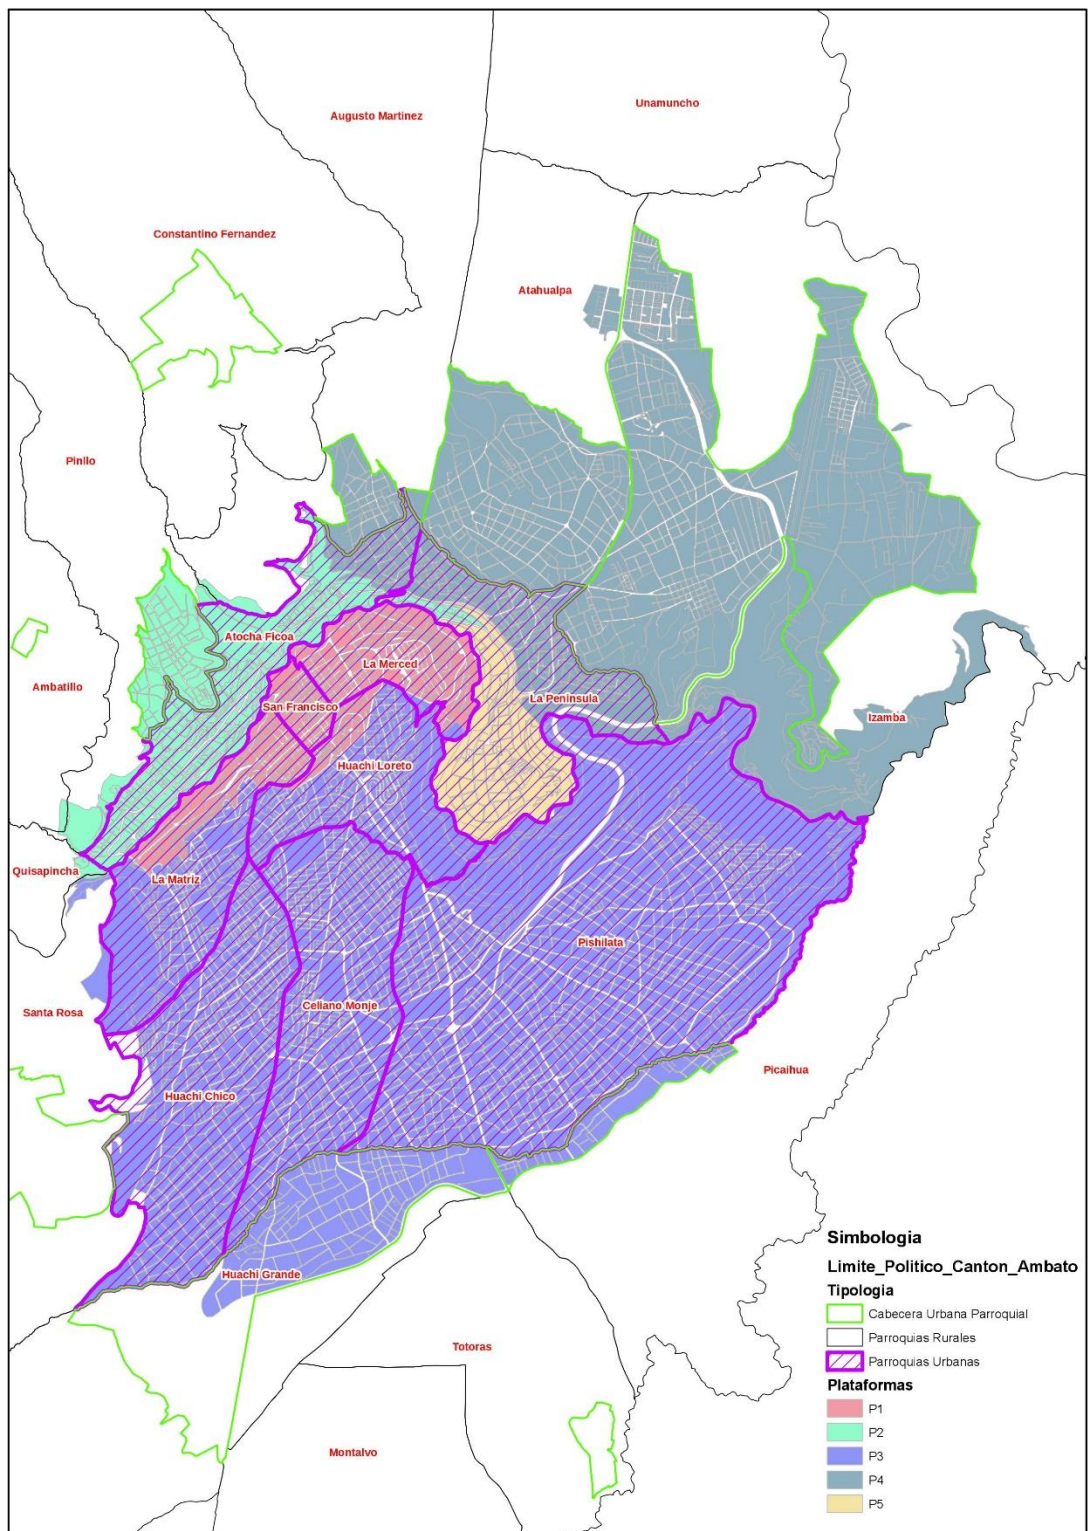 Unamuncho
Augusto Martinez
Constantino Fernandez
Atahualpa
Pinllo
Atocha Ficoa
La Merced
Ambatillo
La Peninsula
San Francisco
Izamba
Huachi Loreto
Quisapincha
La Matriz
Pishilata
Celiano Monje
Santa Rosa
Picaihua
Huachi Chico
Huachi Grande
Totoras
Montalvo
Simbologia
Limite_Politico_Canton_Ambato
Tipologia
Cabecera Urbana Parroquial
Parroquias Rurales
Parroquias Urbanas
Plataformas
P1
P2
P3
P4
P5